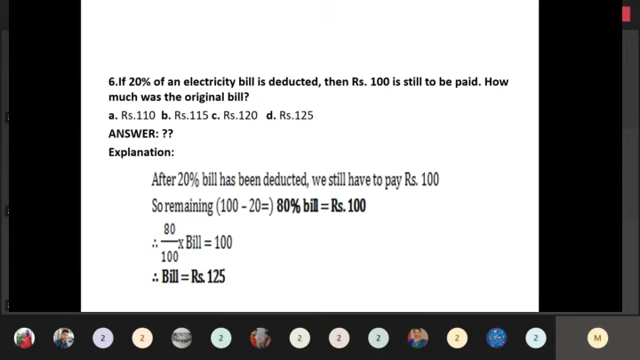 6.If 20% of an electricity bill is deducted, then Rs. 100 is still to be paid. How
much was the original bill?
a. Rs.110 b. Rs.115 c. Rs.120 d. Rs.125
ANSWER: ??
Explanation:
After 20% bill has been deducted, we still have to pay Rs. 100
So remaining (100 – 20=) 80% bill = Rs. 100
∴ 80/100 x Bill = 100
∴ Bill = Rs. 125
2 2 2 2 2 2 2 M